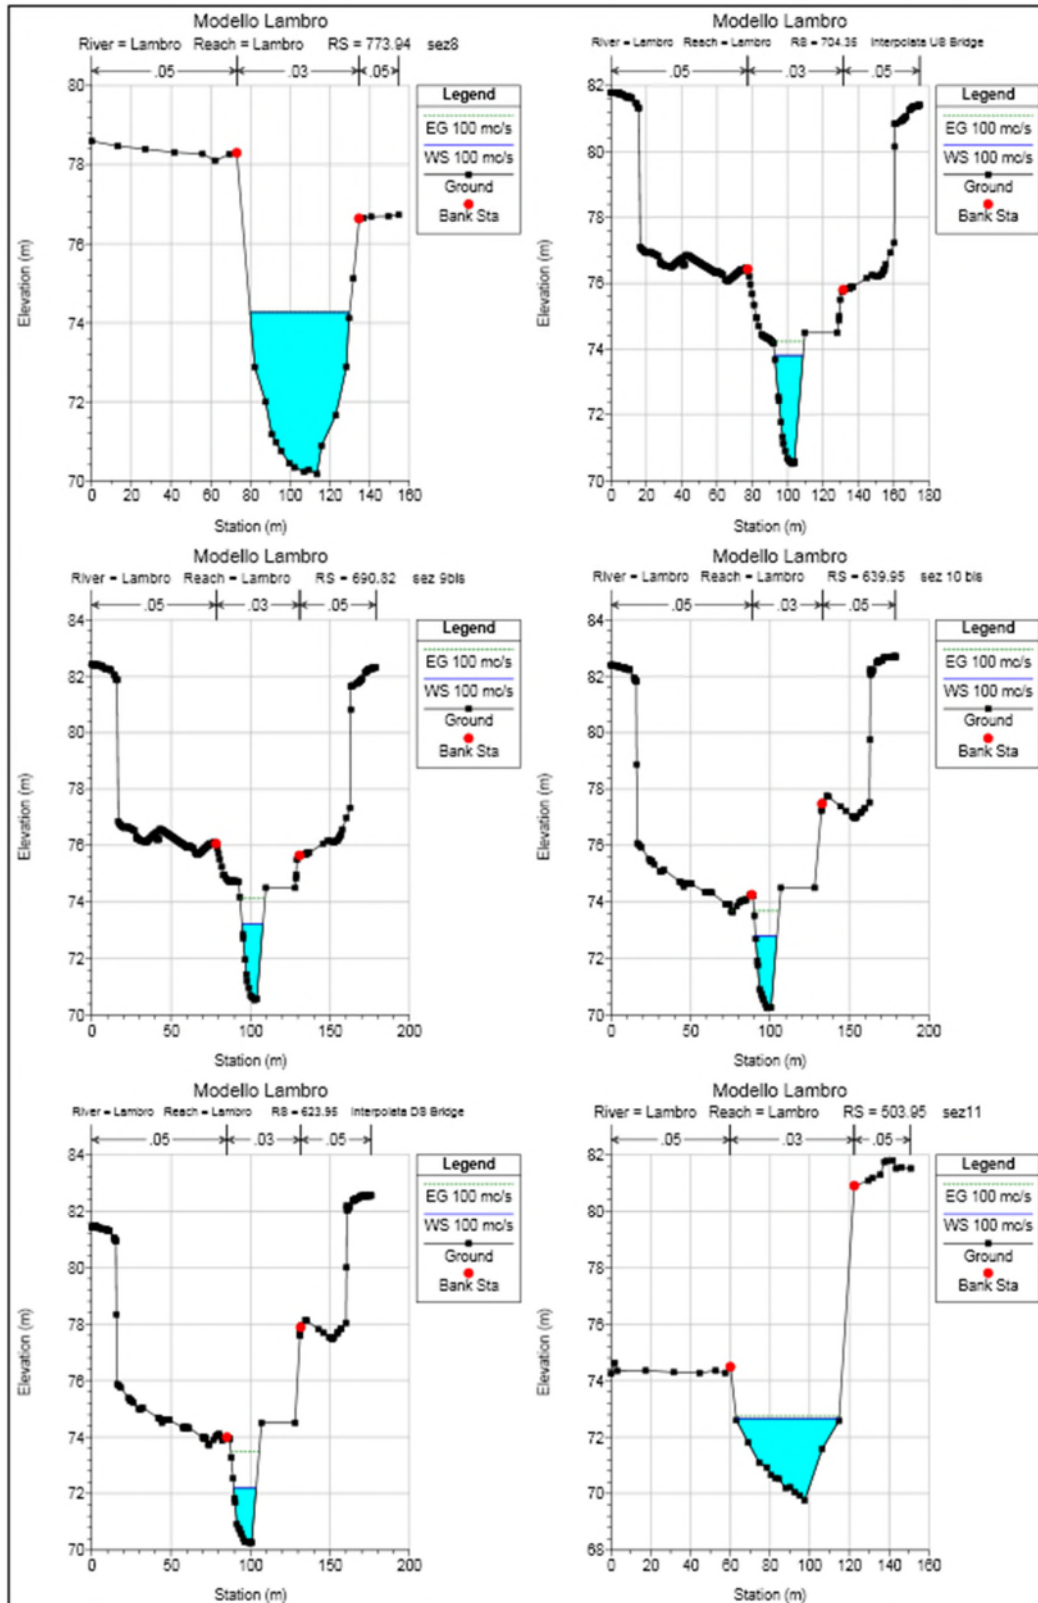 Modello Lambro
River = Lambro Reach = Lambro RS = 773.94 sez8
.05 .03 .05
80
78
76
74
72
70
Elevation (m)
0 20 40 60 80 100 120 140 160
Station (m)
Legend
EG 100 mc/s
WS 100 mc/s
Ground
Bank Sta
Modello Lambro
River = Lambro Reach = Lambro RS = 704.35 Interpolata US Bridge
.05 .03 .05
82
80
78
76
74
72
70
Elevation (m)
0 20 40 60 80 100 120 140 160 180
Station (m)
Legend
EG 100 mc/s
WS 100 mc/s
Ground
Bank Sta
Modello Lambro
River = Lambro Reach = Lambro RS = 690.82 sez 9bis
.05 .03 .05
84
82
80
78
76
74
72
70
Elevation (m)
0 50 100 150 200
Station (m)
Legend
EG 100 mc/s
WS 100 mc/s
Ground
Bank Sta
Modello Lambro
River = Lambro Reach = Lambro RS = 639.95 sez 10 bis
.05 .03 .05
84
82
80
78
76
74
72
70
Elevation (m)
0 50 100 150 200
Station (m)
Legend
EG 100 mc/s
WS 100 mc/s
Ground
Bank Sta
Modello Lambro
River = Lambro Reach = Lambro RS = 623.95 Interpolata DS Bridge
.05 .03 .05
84
82
80
78
76
74
72
70
Elevation (m)
0 50 100 150 200
Station (m)
Legend
EG 100 mc/s
WS 100 mc/s
Ground
Bank Sta
Modello Lambro
River = Lambro Reach = Lambro RS = 503.95 sez11
.05 .03 .05
82
80
78
76
74
72
70
68
Elevation (m)
0 20 40 60 80 100 120 140 160
Station (m)
Legend
EG 100 mc/s
WS 100 mc/s
Ground
Bank Sta